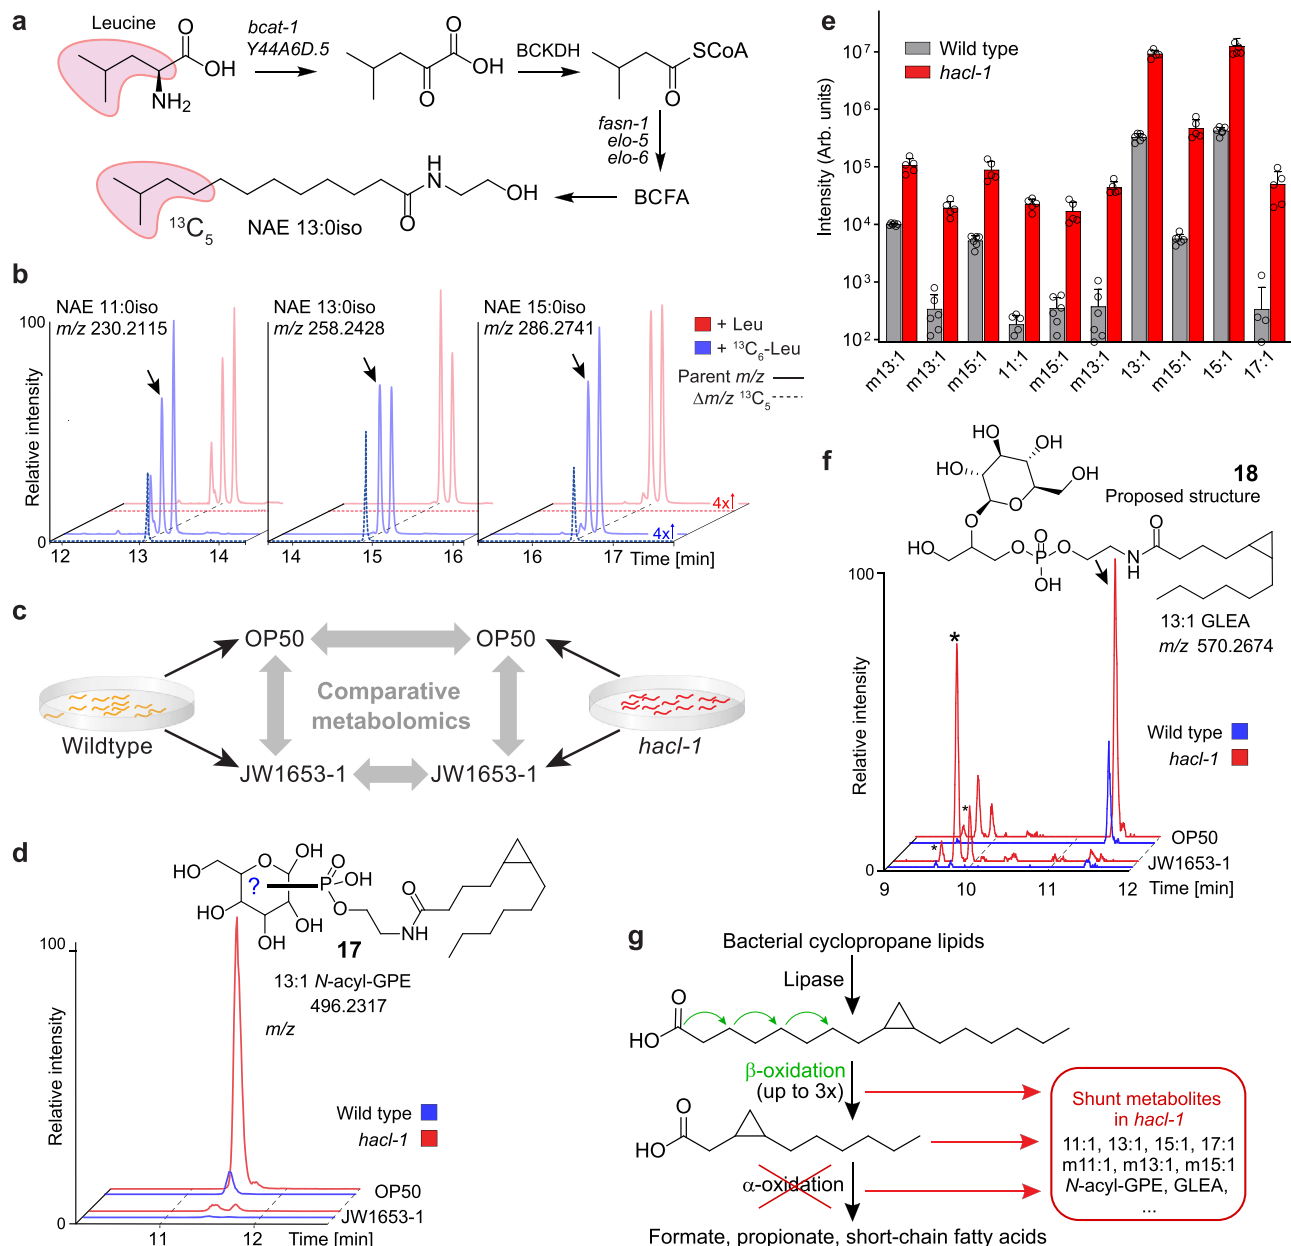 a
Leucine
O
OH
NH2
bcat-1
Y44A6D.5
O
OH
O
BCKDH
SCoA
O
fasn-1
elo-5
elo-6
BCFA
H
N
OH
O
13C5
NAE 13:0iso
b
Relative intensity
100
0
NAE 11:0iso
m/z 230.2115
NAE 13:0iso
m/z 258.2428
NAE 15:0iso
m/z 286.2741
+ Leu
+ 13C6-Leu
Parent m/z
Δm/z 13C5
4x
4x
12 13 14 14 15 16 16 17 Time [min]
c
OP50 OP50
Comparative
metabolomics
Wildtype hacl-1
JW1653-1 JW1653-1
d
HO
O
OH
?
HO
OH
OH
P
O
OH
O
O
NH
17
13:1 N-acyl-GPE
496.2317
m/z
Relative intensity
100
0
Wild type
hacl-1
OP50
JW1653-1
11 12 Time [min]
e
Intensity (Arb. units)
10^7
10^6
10^5
10^4
10^3
10^2
Wild type
hacl-1
m13:1 m13:1 m15:1 11:1 m15:1 m13:1 13:1 m15:1 15:1 17:1
f
HO
OH
HO
O
OH
O
HO
O
O
P
OH
O
N
H
O
18
Proposed structure
13:1 GLEA
m/z 570.2674
Relative intensity
100
0
*
*
*
Wild type
hacl-1
OP50
JW1653-1
9 10 11 12
Time [min]
g
Bacterial cyclopropane lipids
Lipase
O
HO
β-oxidation
(up to 3x)
O
HO
α-oxidation
Formate, propionate, short-chain fatty acids
Shunt metabolites
in hacl-1
11:1, 13:1, 15:1, 17:1
m11:1, m13:1, m15:1
N-acyl-GPE, GLEA,
...